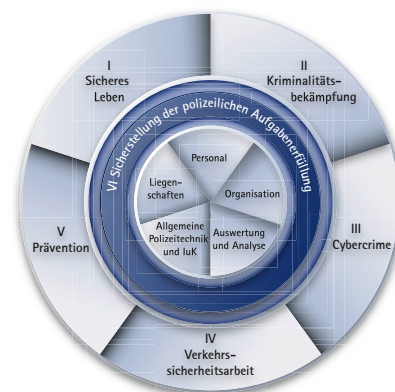 I
Sicheres
Leben
II
Kriminalitäts-
bekämpfung
III
Cybercrime
IV
Verkehrs-
sicherheitsarbeit
V
Prävention
VI Sicherstellung der polizeilichen Aufgabenerfüllung
Personal
Organisation
Auswertung
und Analyse
Allgemeine
Polizeitechnik
und IuK
Liegen-
schaften